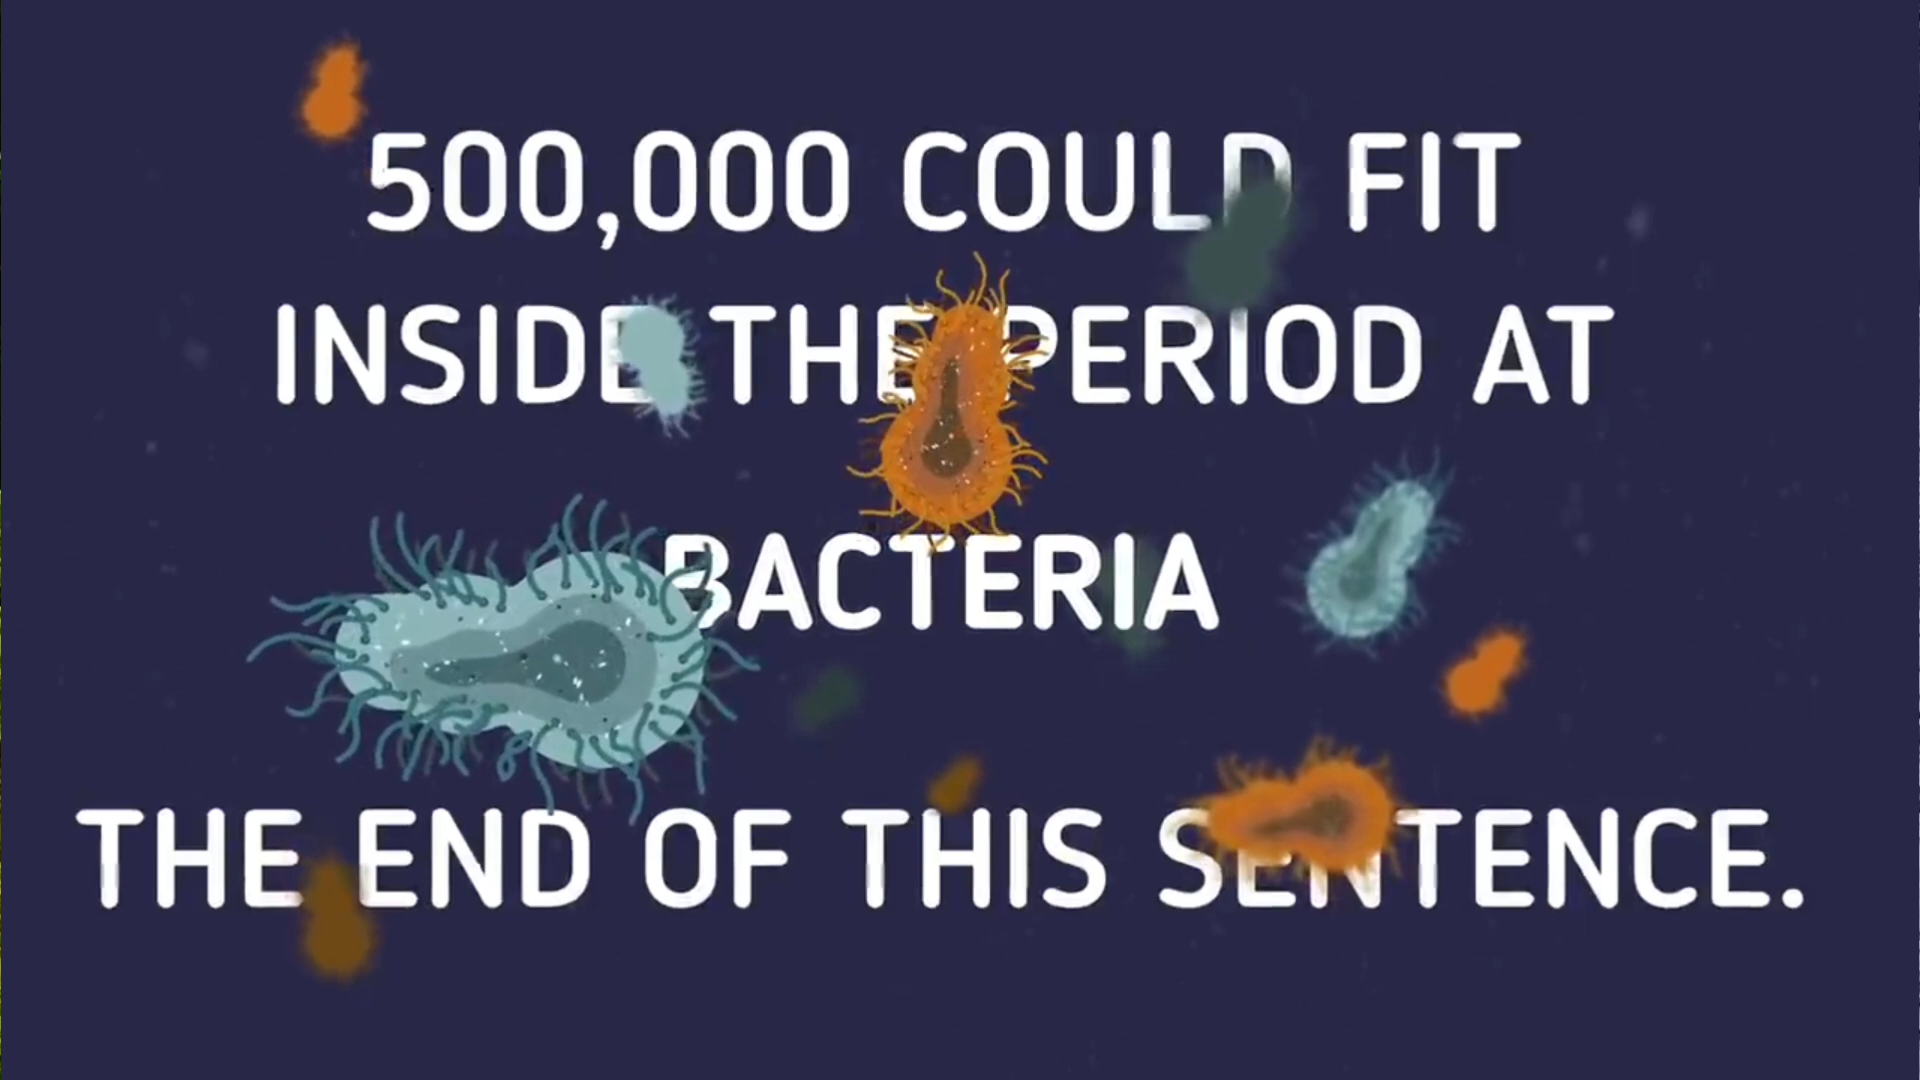 500,000 COULD FIT
INSIDE THE PERIOD AT
BACTERIA
THE END OF THIS SENTENCE.